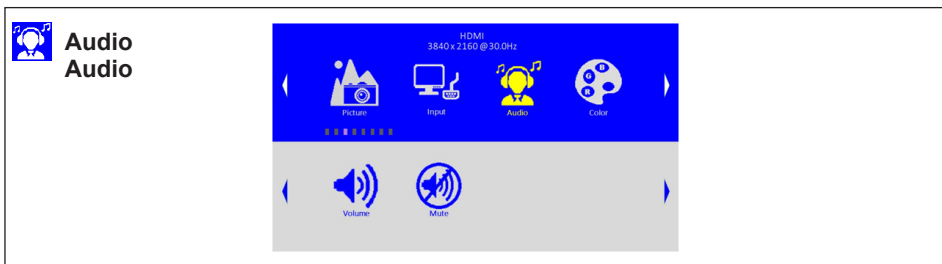 Audio
Audio
HDMI
3840 x 2160 @30.0Hz
Picture
Input
Audio
Color
G
B
R
Volume
Mute